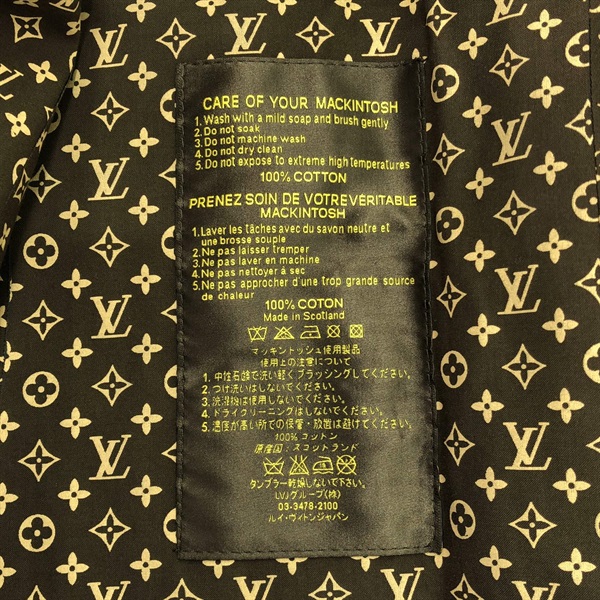 CARE OF YOUR MACKINTOSH
1. Wash with a mild soap and brush gently
2. Do not soak
3. Do not machine wash
4. Do not dry clean
5. Do not expose to extreme high temperatures
100% COTTON
PRENEZ SOIN DE VOTREVÉRITABLE
MACKINTOSH
1.Laver les tâches avec du savon neutre et
une brosse souple
2.Ne pas laisser tremper
3.Ne pas laver en machine
4.Ne pas nettoyer à sec
5.Ne pas approcher d'une trop grande source
de chaleur
100% COTON
Made in Scotland
マッキントッシュ使用製品
使用上の注意について
1. 中性石鹸で洗い軽くブラッシングしてください。
2. つけ洗いはしないでください。
3. 洗濯機は使用しないでください。
4. ドライクリーニングはしないでください。
5. 温度が高い所での保管・放置は避けてください。
100% コットン
原産国：スコットランド
タンブラー乾燥しないでください
LVJグループ(株)
03-3478-2100
ルイ・ヴィトンジャパン